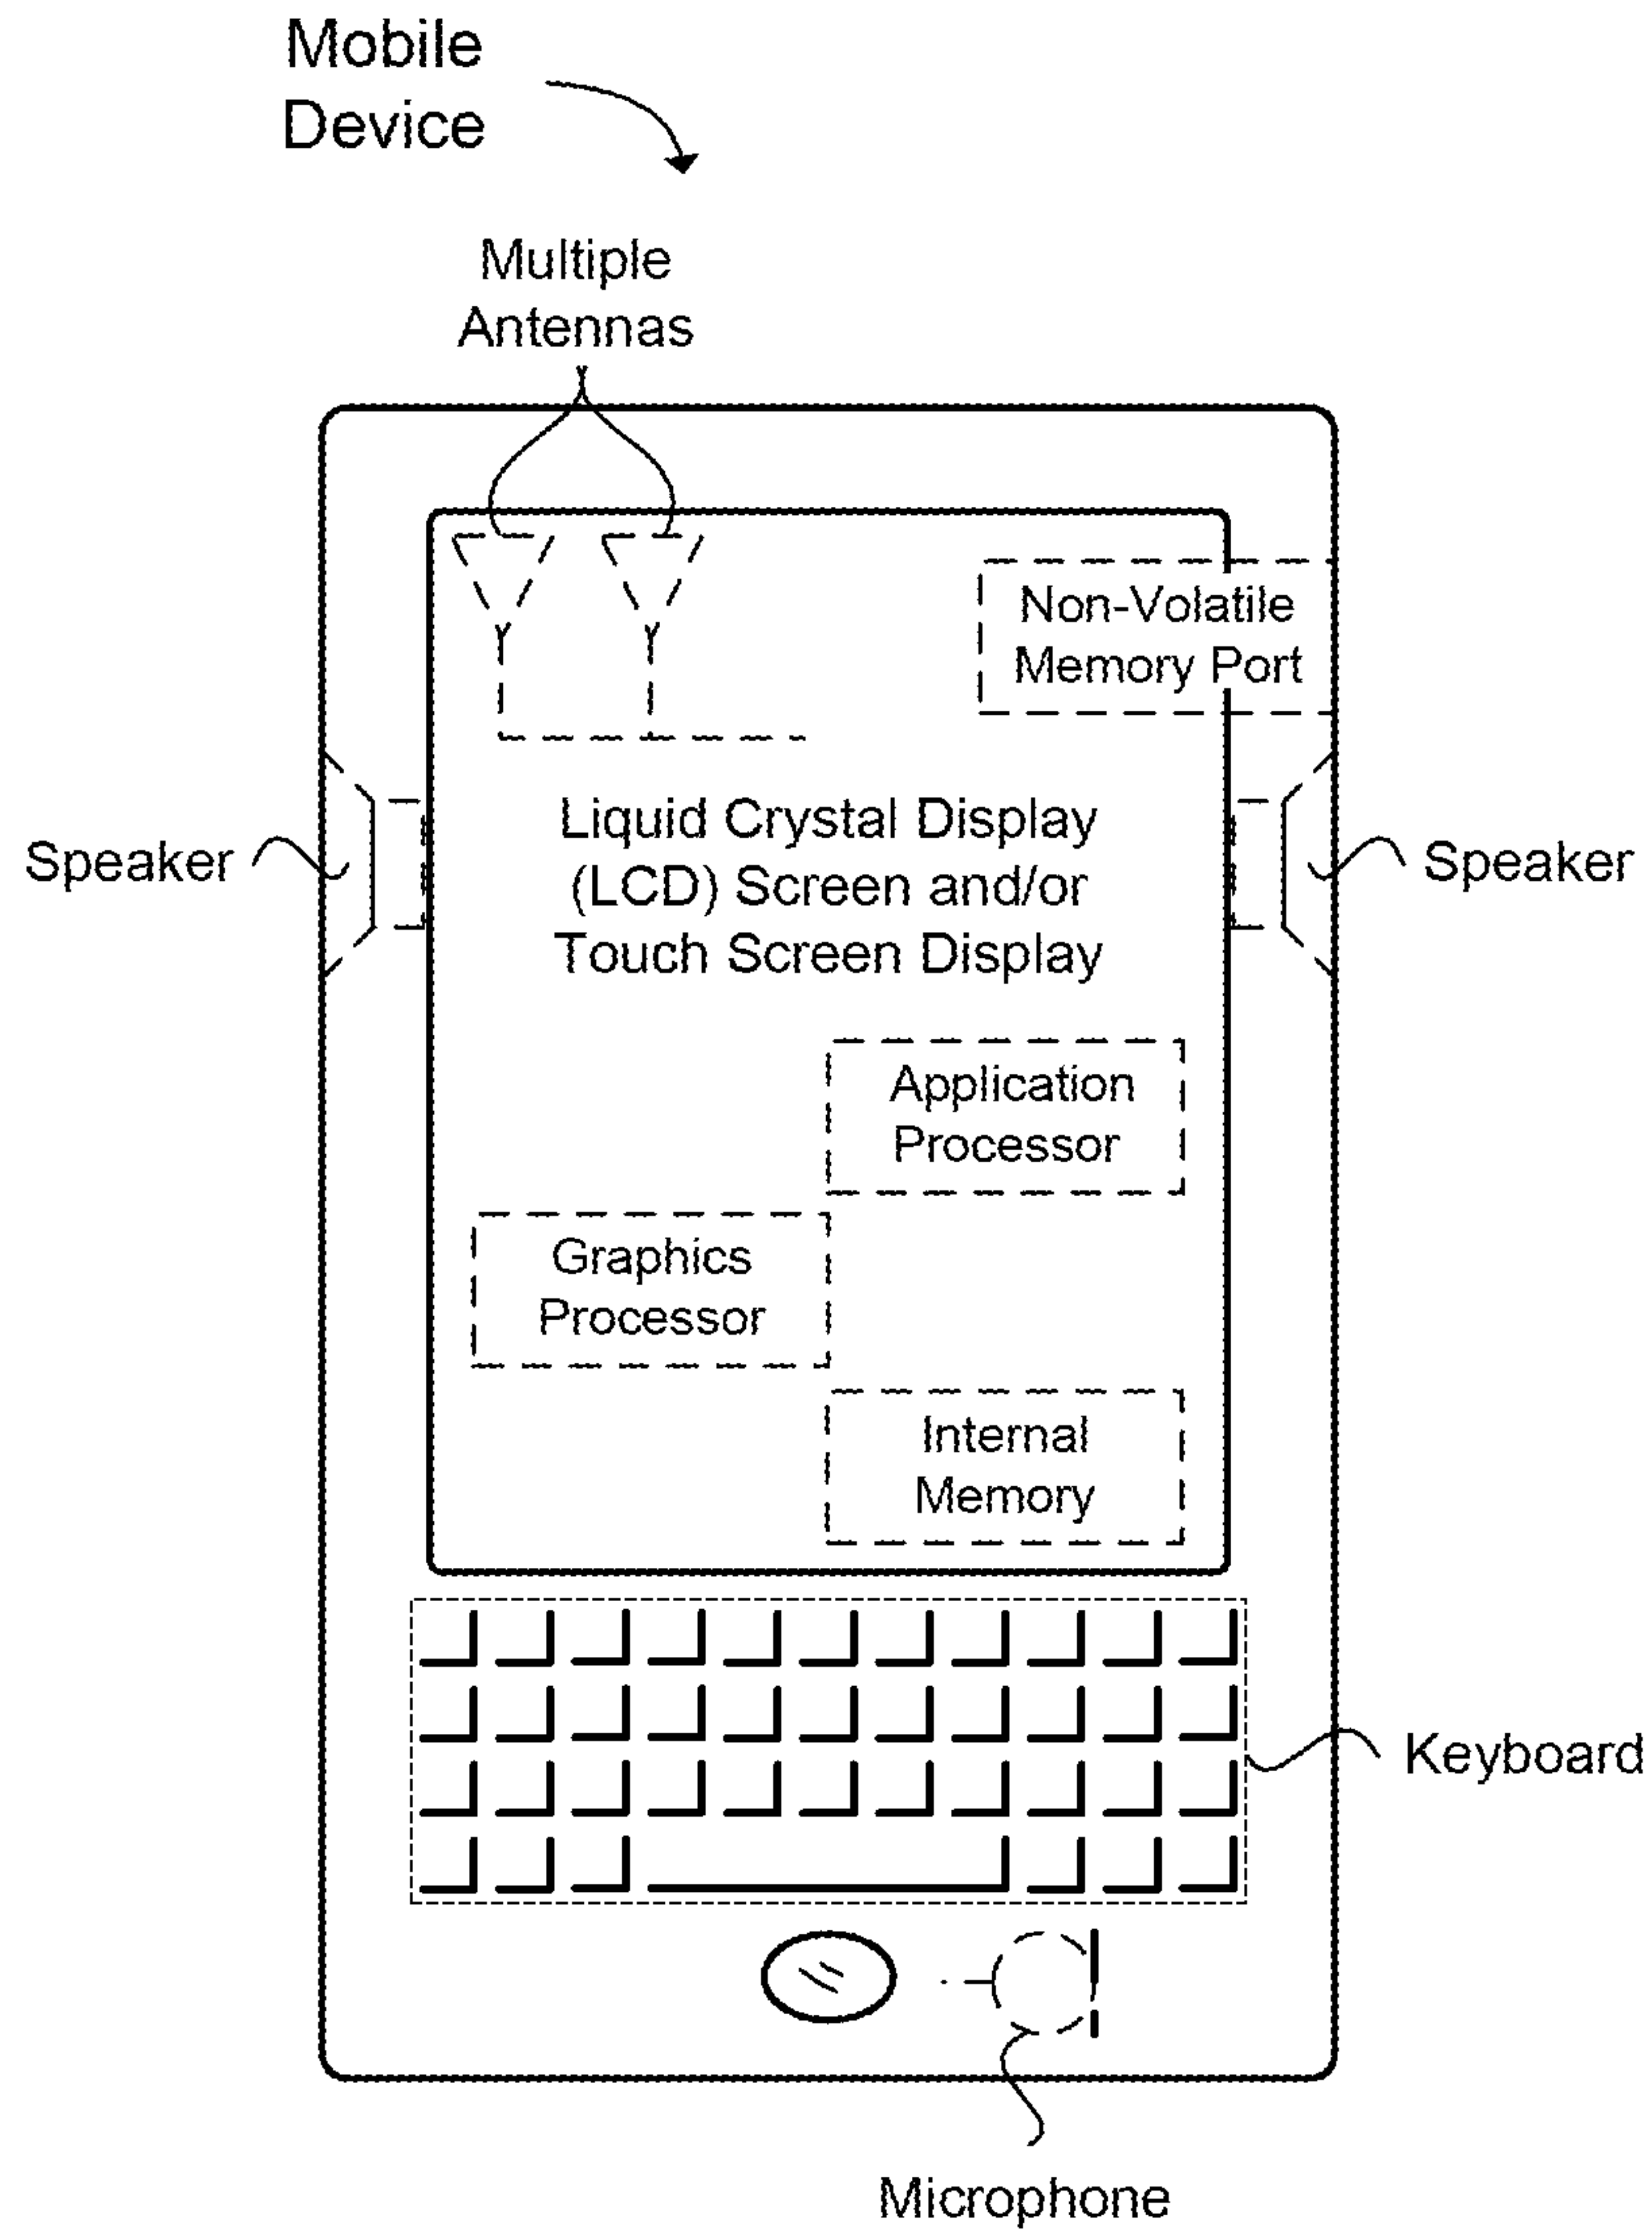 Mobile
Device
Multiple
Antennas
Non-Volatile
Memory Port
Speaker
Liquid Crystal Display
(LCD) Screen and/or
Touch Screen Display
Speaker
Application
Processor
Graphics
Processor
Internal
Memory
Keyboard
Microphone